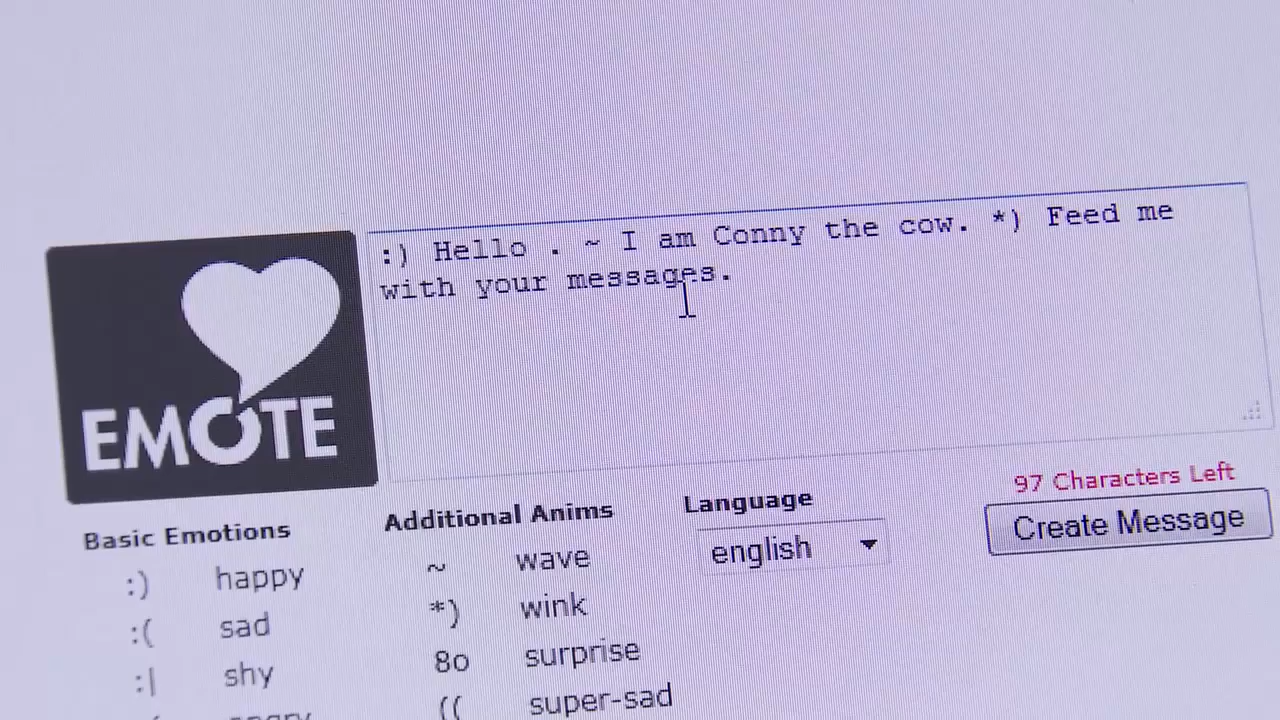 :) Hello . ~ I am Conny the cow. *) Feed me
with your messages.
EMOTE
97 Characters Left
Create Message
Basic Emotions
:) happy
:( sad
:| shy
angry
Additional Anims
~ wave
*) wink
8o surprise
(( super-sad
Language
english